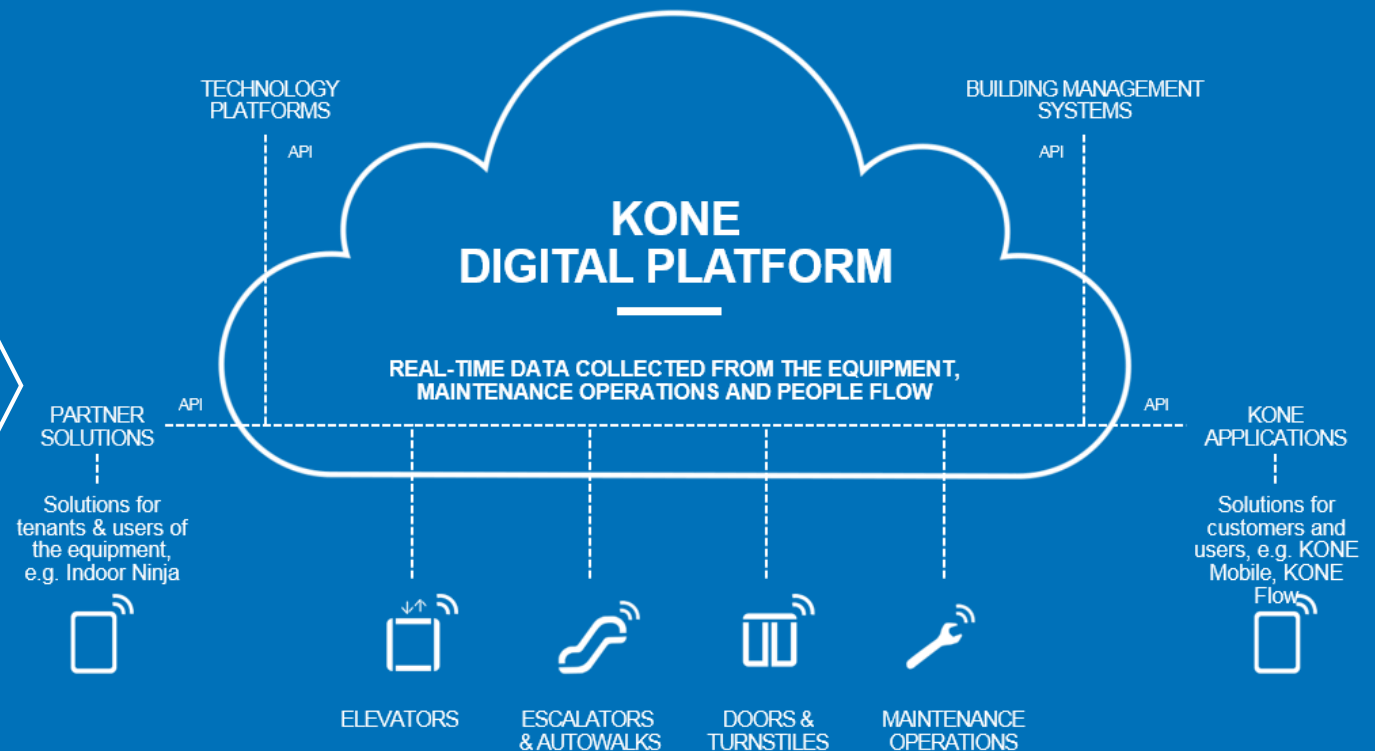 TECHNOLOGY
PLATFORMS
API
BUILDING MANAGEMENT
SYSTEMS
API
KONE
DIGITAL PLATFORM
REAL-TIME DATA COLLECTED FROM THE EQUIPMENT,
MAINTENANCE OPERATIONS AND PEOPLE FLOW
API
PARTNER
SOLUTIONS
Solutions for
tenants & users of
the equipment,
e.g. Indoor Ninja
API
KONE
APPLICATIONS
Solutions for
customers and
users, e.g. KONE
Mobile, KONE
Flow
ELEVATORS
ESCALATORS
& AUTOWALKS
DOORS &
TURNSTILES
MAINTENANCE
OPERATIONS